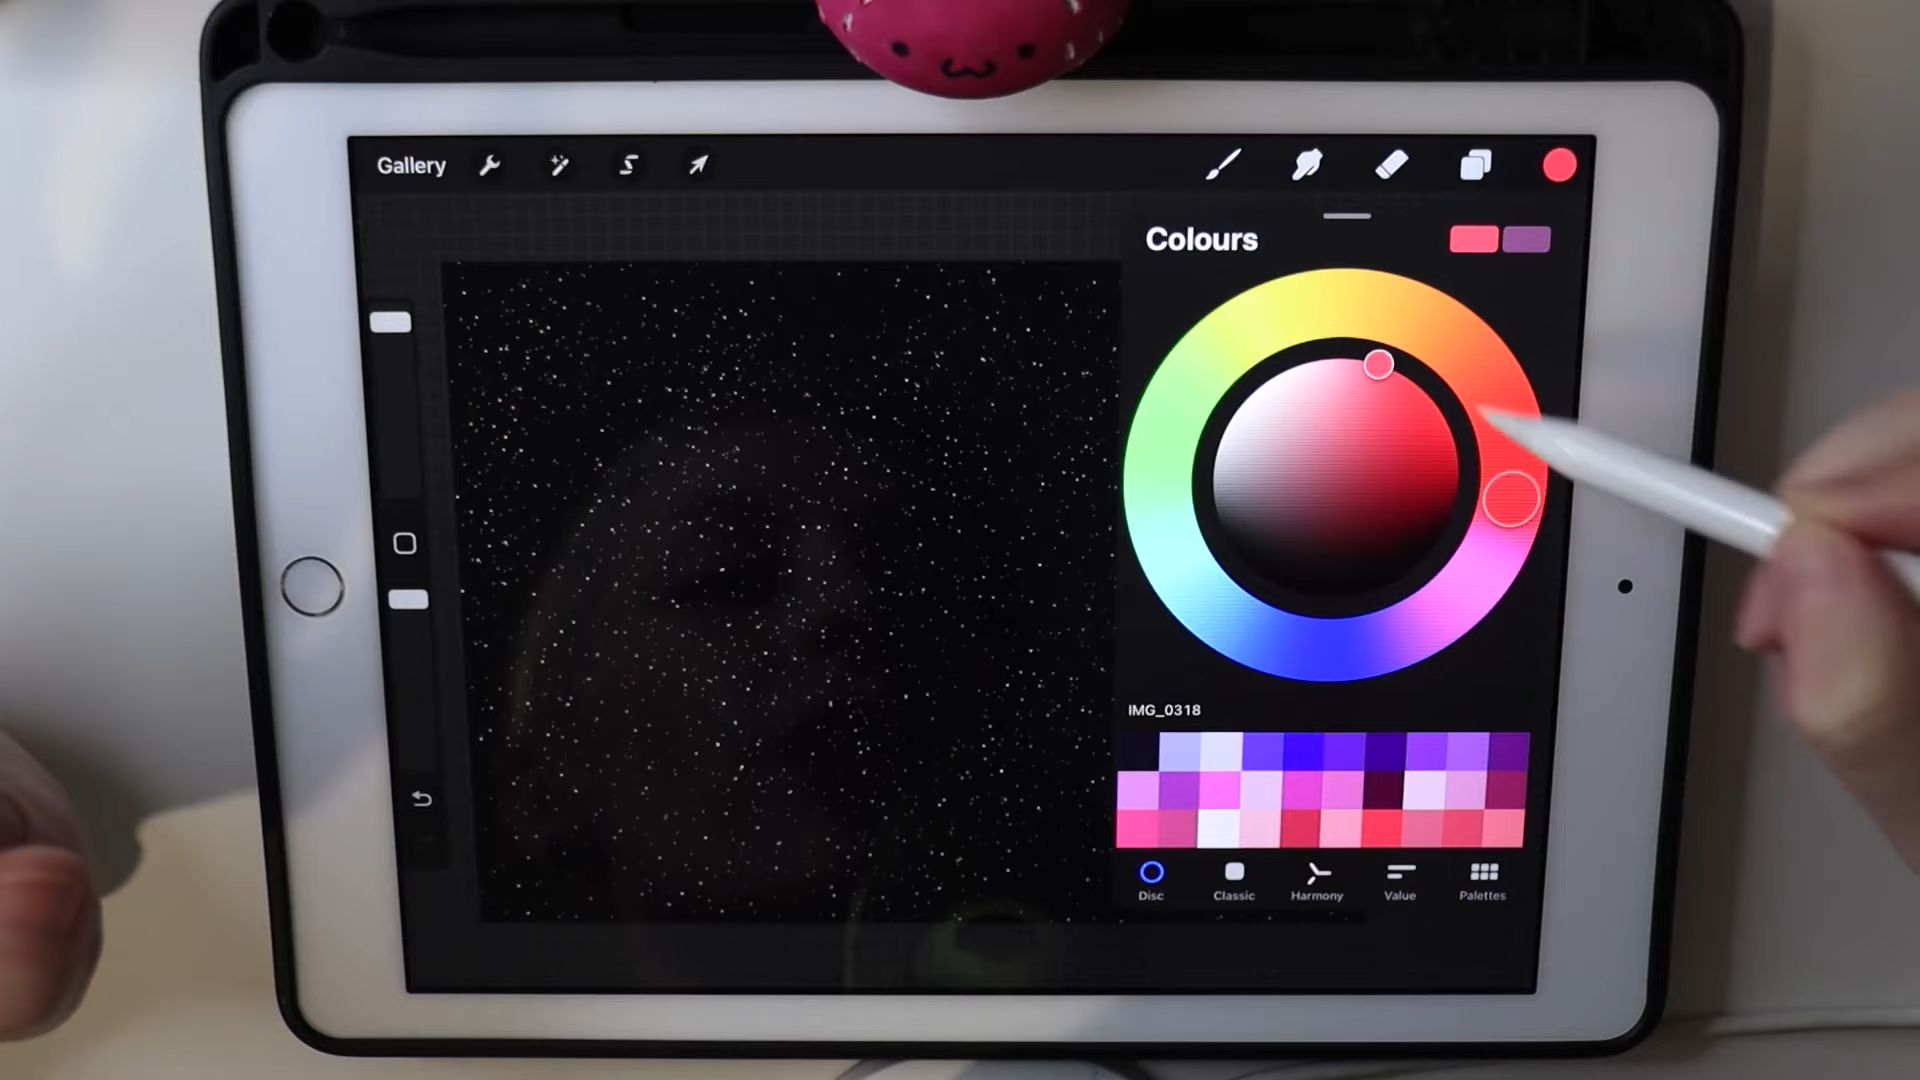 Gallery
Colours
IMG_0318
Disc
Classic
Harmony
Value
Palettes